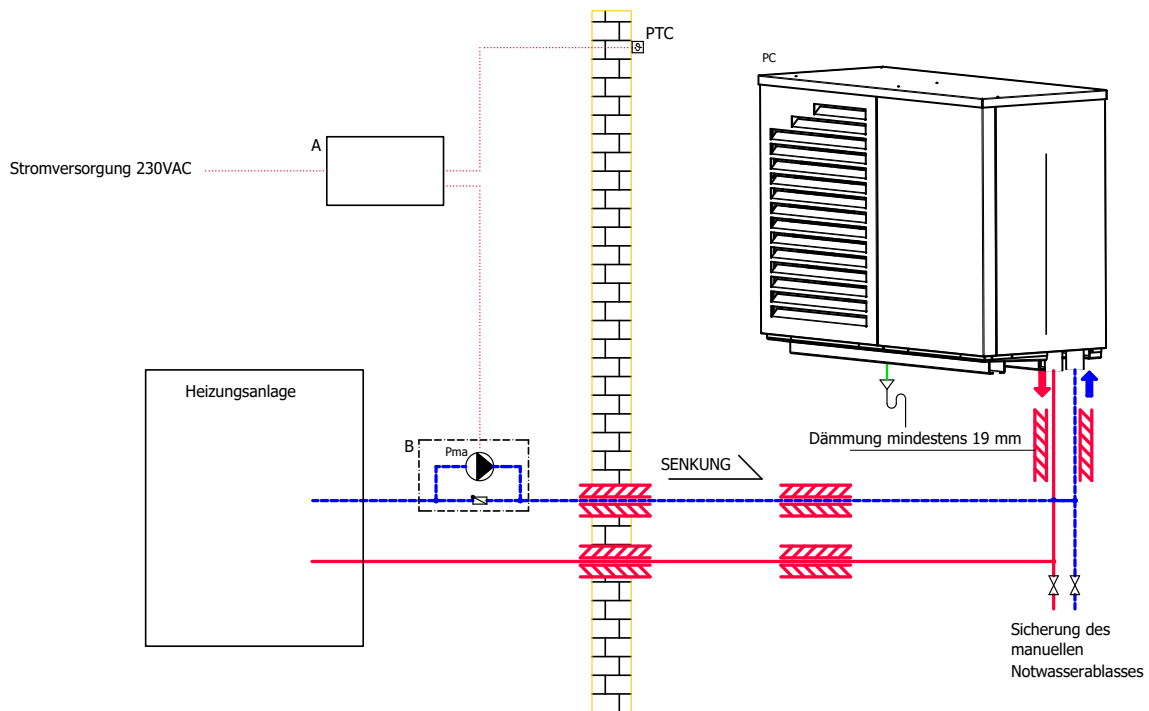 PTC
PC
A
Stromversorgung 230VAC
Heizungsanlage
B
Pma
Dämmung mindestens 19 mm
SENKUNG
Sicherung des
manuellen
Notwasserablasses